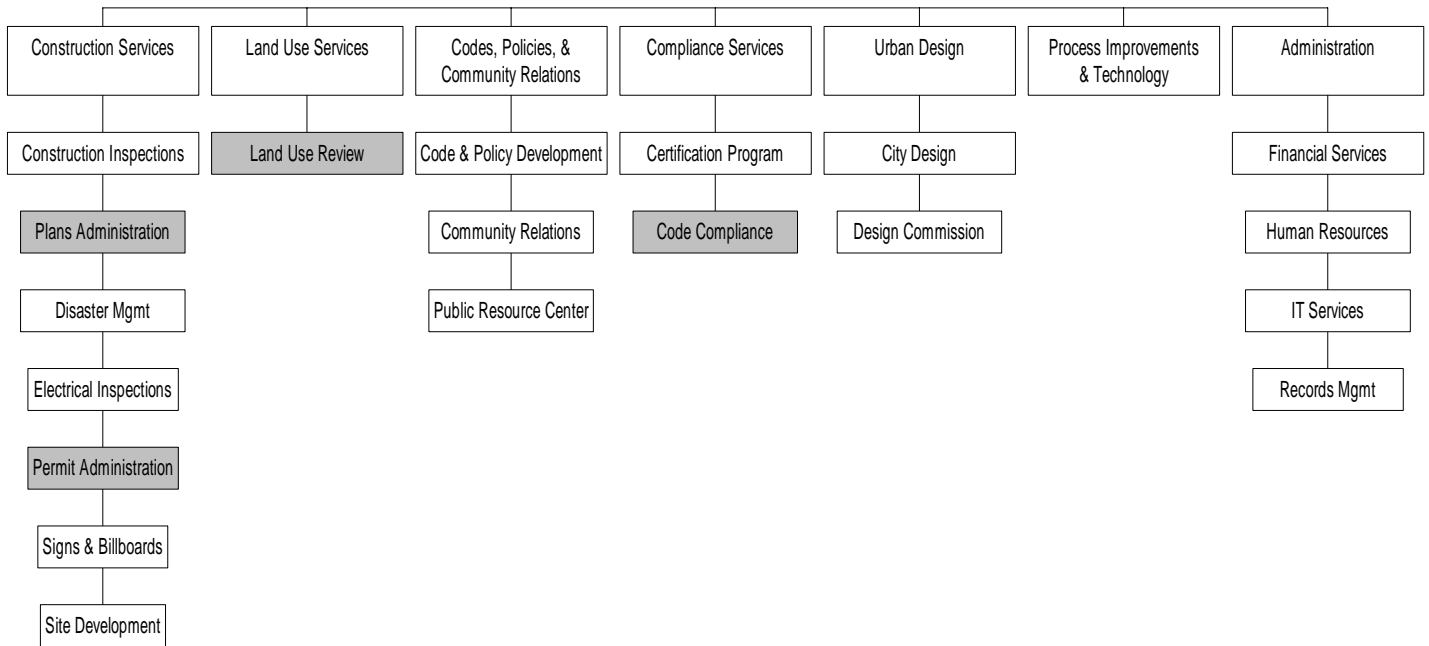 Construction Services
Land Use Services
Codes, Policies, &
Community Relations
Compliance Services
Urban Design
Process Improvements
& Technology
Administration
Construction Inspections
Land Use Review
Code & Policy Development
Certification Program
City Design
Financial Services
Plans Administration
Community Relations
Code Compliance
Design Commission
Human Resources
Disaster Mgmt
Public Resource Center
IT Services
Electrical Inspections
Records Mgmt
Permit Administration
Signs & Billboards
Site Development